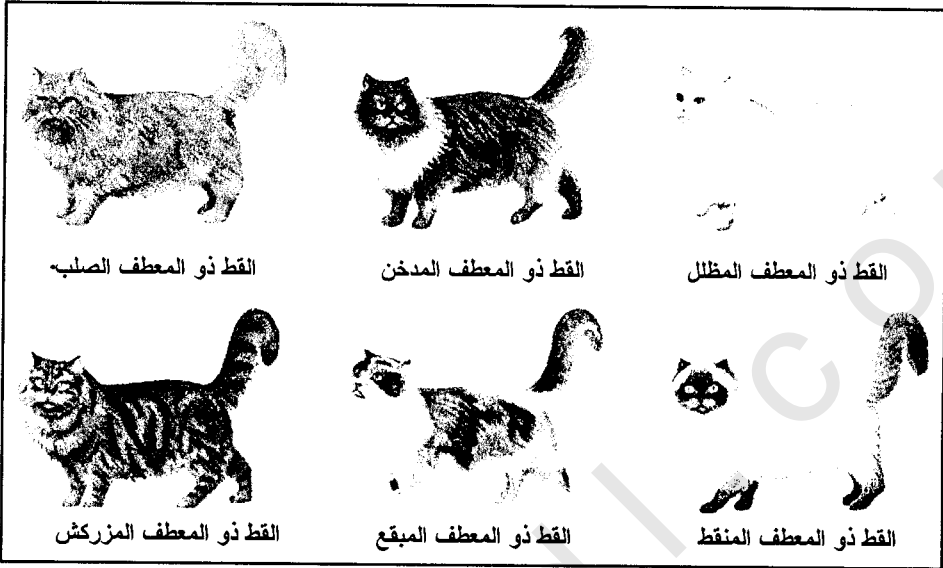 القط ذو المعطف المظلل
القط ذو المعطف المدخن
القط ذو المعطف الصلب
القط ذو المعطف المنقط
القط ذو المعطف المبقع
القط ذو المعطف المزركش